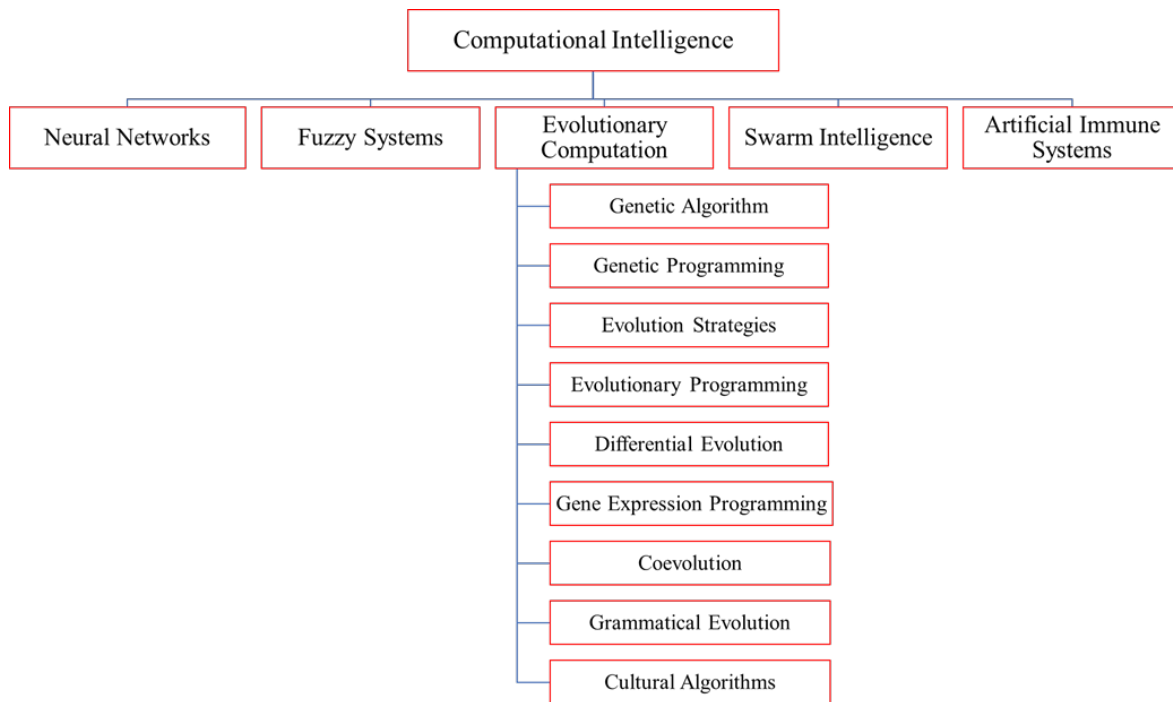 Computational Intelligence
Neural Networks
Fuzzy Systems
Evolutionary
Computation
Swarm Intelligence
Artificial Immune
Systems
Genetic Algorithm
Genetic Programming
Evolution Strategies
Evolutionary Programming
Differential Evolution
Gene Expression Programming
Coevolution
Grammatical Evolution
Cultural Algorithms